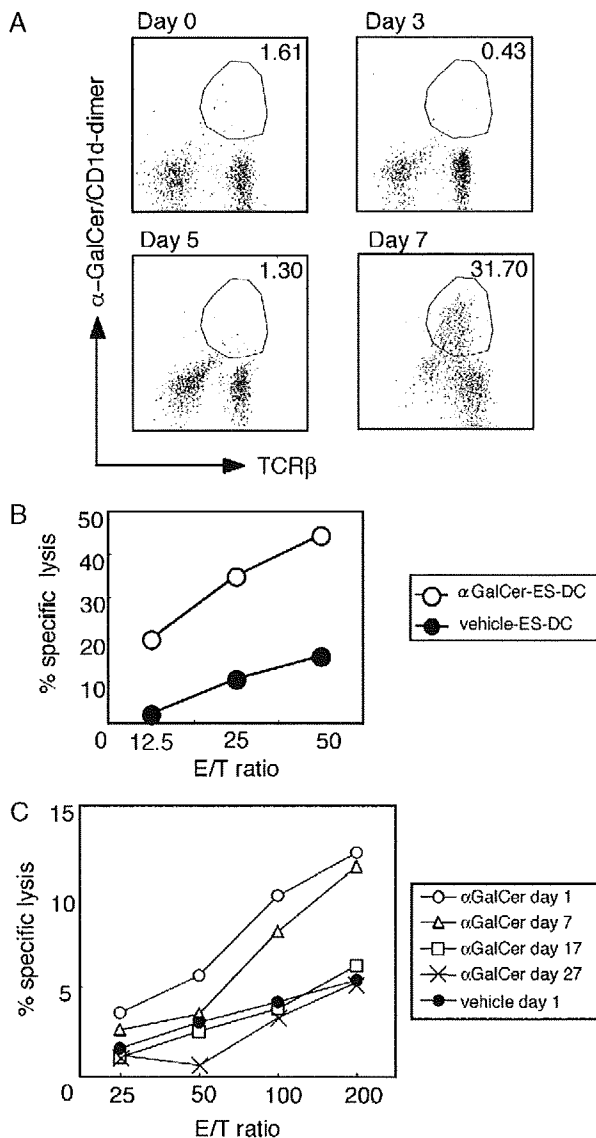 A
Day 0
Day 3
1.61
0.43
Day 5
Day 7
1.30
31.70
α-GalCer/CD1d-dimer
TCRβ
B
% specific lysis
50
40
30
20
10
0
12.5
25
50
E/T ratio
αGalCer-ES-DC
vehicle-ES-DC
C
% specific lysis
15
10
5
0
25
50
100
200
E/T ratio
αGalCer day 1
αGalCer day 7
αGalCer day 17
αGalCer day 27
vehicle day 1